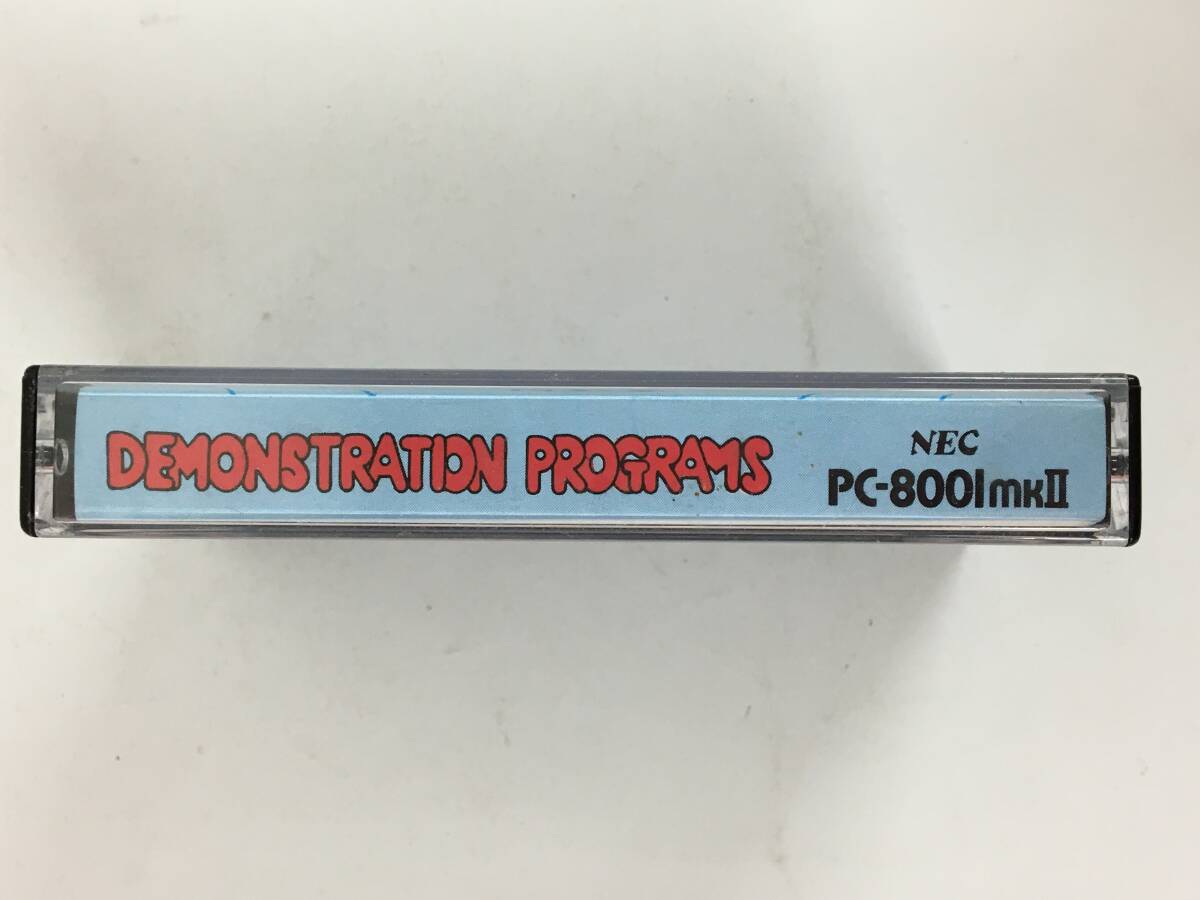 DEMONSTRATION PROGRAMS
NEC
PC-8001mkII